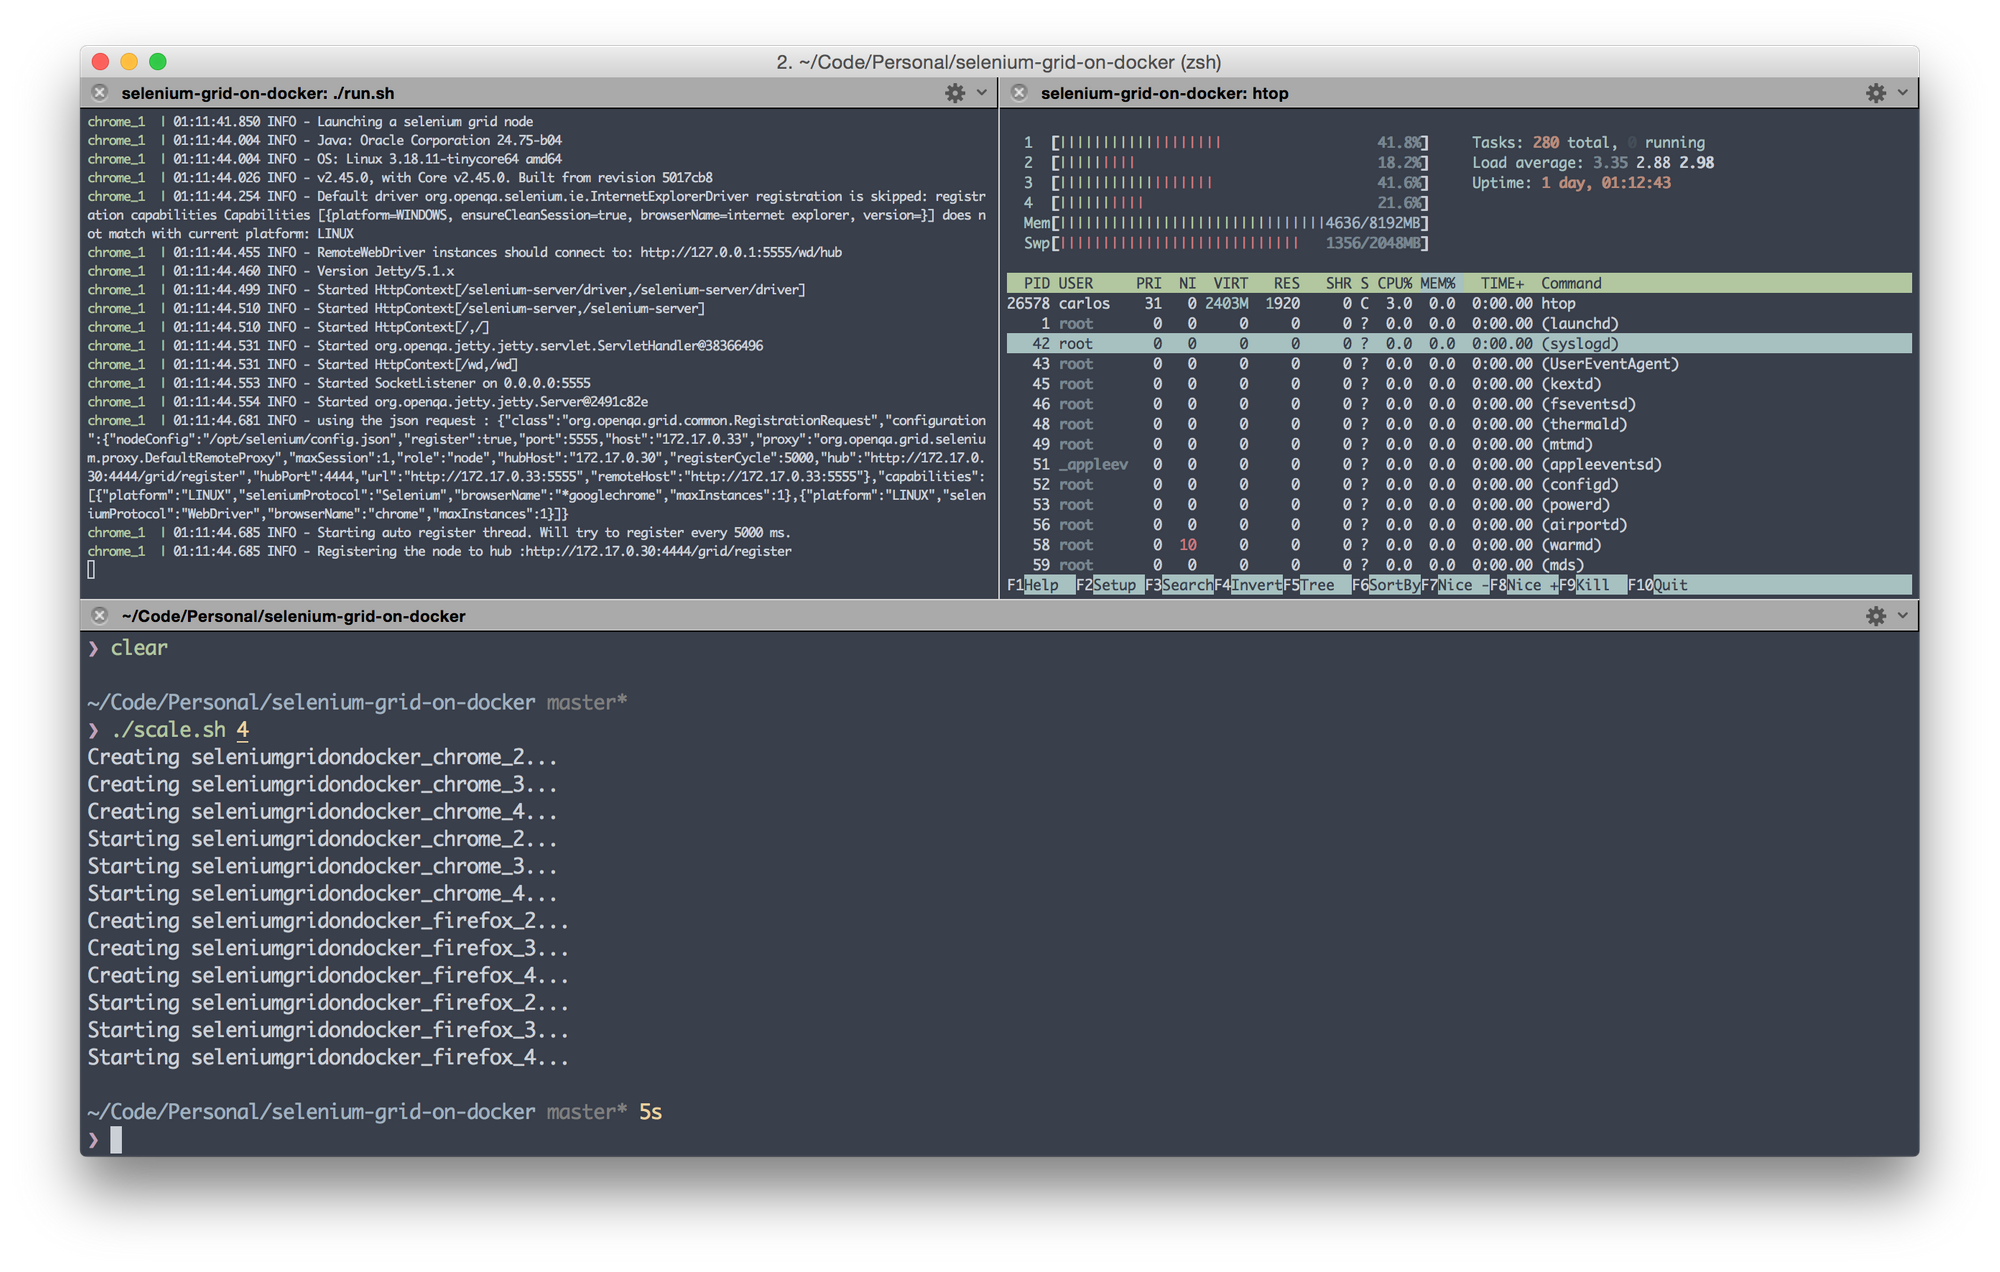 2. ~/Code/Personal/selenium-grid-on-docker (zsh)
selenium-grid-on-docker: ./run.sh
chrome_1 | 01:11:41.850 INFO - Launching a selenium grid node
chrome_1 | 01:11:44.004 INFO - Java: Oracle Corporation 24.75-b04
chrome_1 | 01:11:44.004 INFO - OS: Linux 3.18.11-tinycore64 amd64
chrome_1 | 01:11:44.026 INFO - v2.45.0, with Core v2.45.0. Built from revision 5017cb8
chrome_1 | 01:11:44.254 INFO - Default driver org.openqa.selenium.ie.InternetExplorerDriver registration is skipped: registr
ation capabilities Capabilities [{platform=WINDOWS, ensureCleanSession=true, browserName=internet explorer, version=}] does n
ot match with current platform: LINUX
chrome_1 | 01:11:44.455 INFO - RemoteWebDriver instances should connect to: http://127.0.0.1:5555/wd/hub
chrome_1 | 01:11:44.460 INFO - Version Jetty/5.1.x
chrome_1 | 01:11:44.499 INFO - Started HttpContext[/selenium-server/driver,/selenium-server/driver]
chrome_1 | 01:11:44.510 INFO - Started HttpContext[/selenium-server,/selenium-server]
chrome_1 | 01:11:44.510 INFO - Started HttpContext[/,/]
chrome_1 | 01:11:44.531 INFO - Started org.openqa.jetty.jetty.servlet.ServletHandler@38366496
chrome_1 | 01:11:44.531 INFO - Started HttpContext[/wd,/wd]
chrome_1 | 01:11:44.553 INFO - Started SocketListener on 0.0.0.0:5555
chrome_1 | 01:11:44.554 INFO - Started org.openqa.jetty.jetty.Server@2491c82e
chrome_1 | 01:11:44.681 INFO - using the json request : {"class":"org.openqa.grid.common.RegistrationRequest","configuration
":{"nodeConfig":"/opt/selenium/config.json","register":true,"port":5555,"host":"172.17.0.33","proxy":"org.openqa.grid.seleniu
m.proxy.DefaultRemoteProxy","maxSession":1,"role":"node","hubHost":"172.17.0.30","registerCycle":5000,"hub":"http://172.17.0.
30:4444/grid/register","hubPort":4444,"url":"http://172.17.0.33:5555","remoteHost":"http://172.17.0.33:5555"},"capabilities":
[{"platform":"LINUX","seleniumProtocol":"Selenium","browserName":"*googlechrome","maxInstances":1},{"platform":"LINUX","selen
iumProtocol":"WebDriver","browserName":"chrome","maxInstances":1}]}
chrome_1 | 01:11:44.685 INFO - Starting auto register thread. Will try to register every 5000 ms.
chrome_1 | 01:11:44.685 INFO - Registering the node to hub :http://172.17.0.30:4444/grid/register
selenium-grid-on-docker: htop
1 [||||||||||||||||||| 41.8%]
2 [||||||||| 18.2%]
3 [|||||||||||||||||| 41.6%]
4 [|||||||||| 21.6%]
Mem[|||||||||||||||||||||||||||||||4636/8192MB]
Swp[|||||||||||||||||||||||||||| 1356/2048MB]
Tasks: 280 total, 0 running
Load average: 3.35 2.88 2.98
Uptime: 1 day, 01:12:43
PID USER PRI NI VIRT RES SHR S CPU% MEM% TIME+ Command
26578 carlos 31 0 2403M 1920 0 C 3.0 0.0 0:00.00 htop
1 root 0 0 0 0 0 ? 0.0 0.0 0:00.00 (launchd)
42 root 0 0 0 0 0 ? 0.0 0.0 0:00.00 (syslogd)
43 root 0 0 0 0 0 ? 0.0 0.0 0:00.00 (UserEventAgent)
45 root 0 0 0 0 0 ? 0.0 0.0 0:00.00 (kextd)
46 root 0 0 0 0 0 ? 0.0 0.0 0:00.00 (fseventsd)
48 root 0 0 0 0 0 ? 0.0 0.0 0:00.00 (thermald)
49 root 0 0 0 0 0 ? 0.0 0.0 0:00.00 (mtmd)
51 _appleev 0 0 0 0 0 ? 0.0 0.0 0:00.00 (appleeventsd)
52 root 0 0 0 0 0 ? 0.0 0.0 0:00.00 (configd)
53 root 0 0 0 0 0 ? 0.0 0.0 0:00.00 (powerd)
56 root 0 0 0 0 0 ? 0.0 0.0 0:00.00 (airportd)
58 root 0 10 0 0 0 ? 0.0 0.0 0:00.00 (warmd)
59 root 0 0 0 0 0 ? 0.0 0.0 0:00.00 (mds)
F1Help F2Setup F3SearchF4InvertF5Tree F6SortByF7Nice -F8Nice +F9Kill F10Quit
~/Code/Personal/selenium-grid-on-docker
❯ clear
~/Code/Personal/selenium-grid-on-docker master*
❯ ./scale.sh 4
Creating seleniumgridondocker_chrome_2...
Creating seleniumgridondocker_chrome_3...
Creating seleniumgridondocker_chrome_4...
Starting seleniumgridondocker_chrome_2...
Starting seleniumgridondocker_chrome_3...
Starting seleniumgridondocker_chrome_4...
Creating seleniumgridondocker_firefox_2...
Creating seleniumgridondocker_firefox_3...
Creating seleniumgridondocker_firefox_4...
Starting seleniumgridondocker_firefox_2...
Starting seleniumgridondocker_firefox_3...
Starting seleniumgridondocker_firefox_4...
~/Code/Personal/selenium-grid-on-docker master* 5s
❯